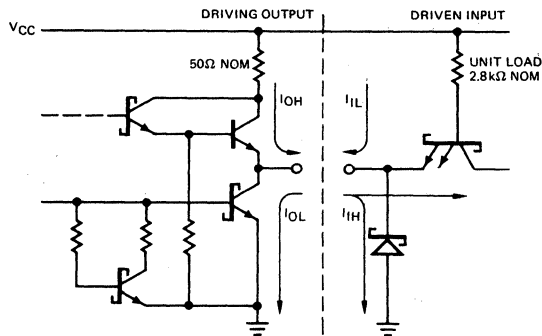 DRIVING OUTPUT
DRIVEN INPUT
VCC
50Ω NOM
UNIT LOAD
2.8kΩ NOM
IOH
IIL
IOL
IIH